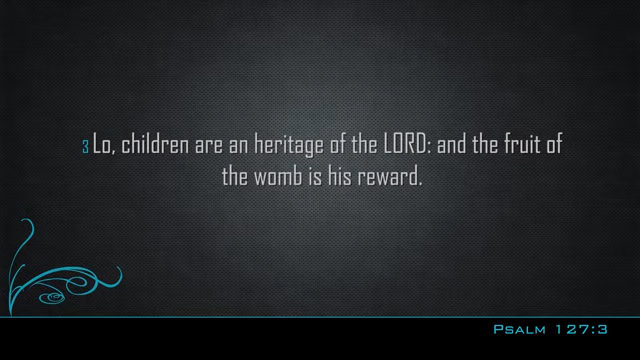 3 Lo, children are an heritage of the LORD: and the fruit of
the womb is his reward.
Psalm 127:3